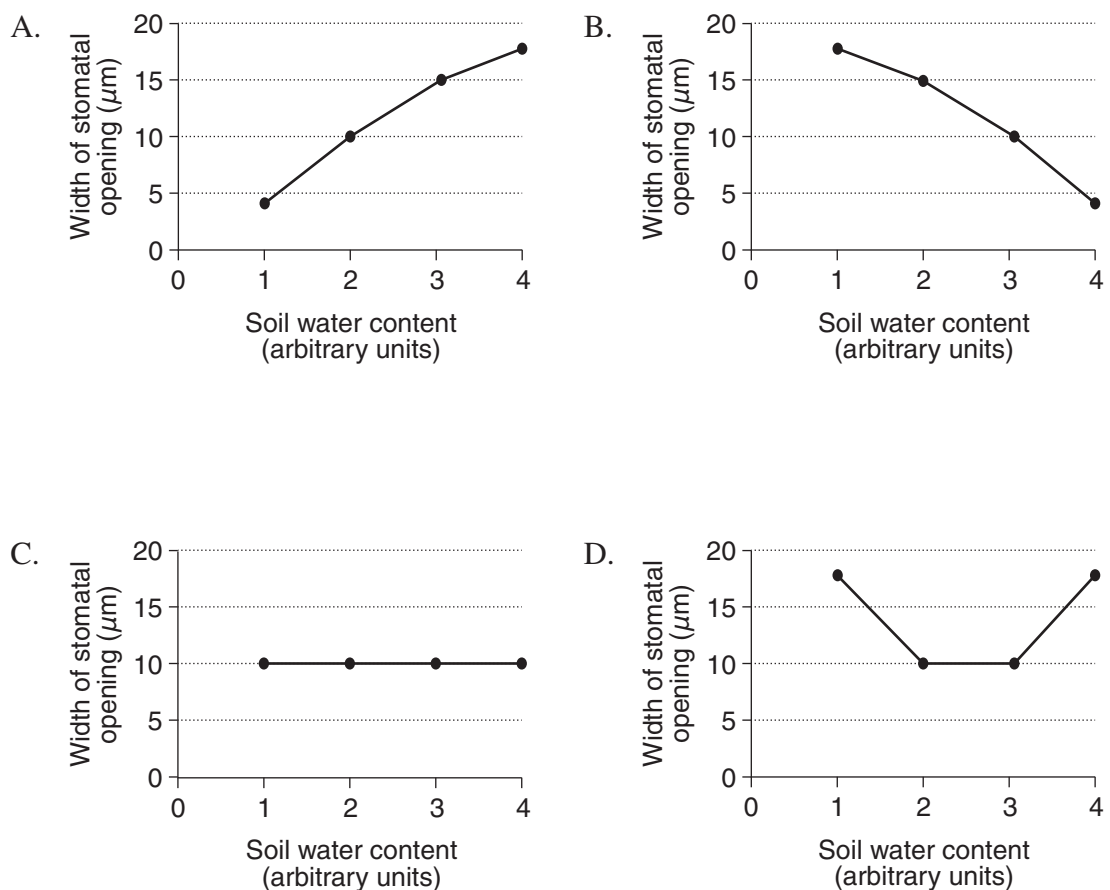 A.
20
15
10
5
0
Width of stomatal
opening (μm)
0 1 2 3 4
Soil water content
(arbitrary units)
B.
20
15
10
5
0
Width of stomatal
opening (μm)
0 1 2 3 4
Soil water content
(arbitrary units)
C.
20
15
10
5
0
Width of stomatal
opening (μm)
0 1 2 3 4
Soil water content
(arbitrary units)
D.
20
15
10
5
0
Width of stomatal
opening (μm)
0 1 2 3 4
Soil water content
(arbitrary units)